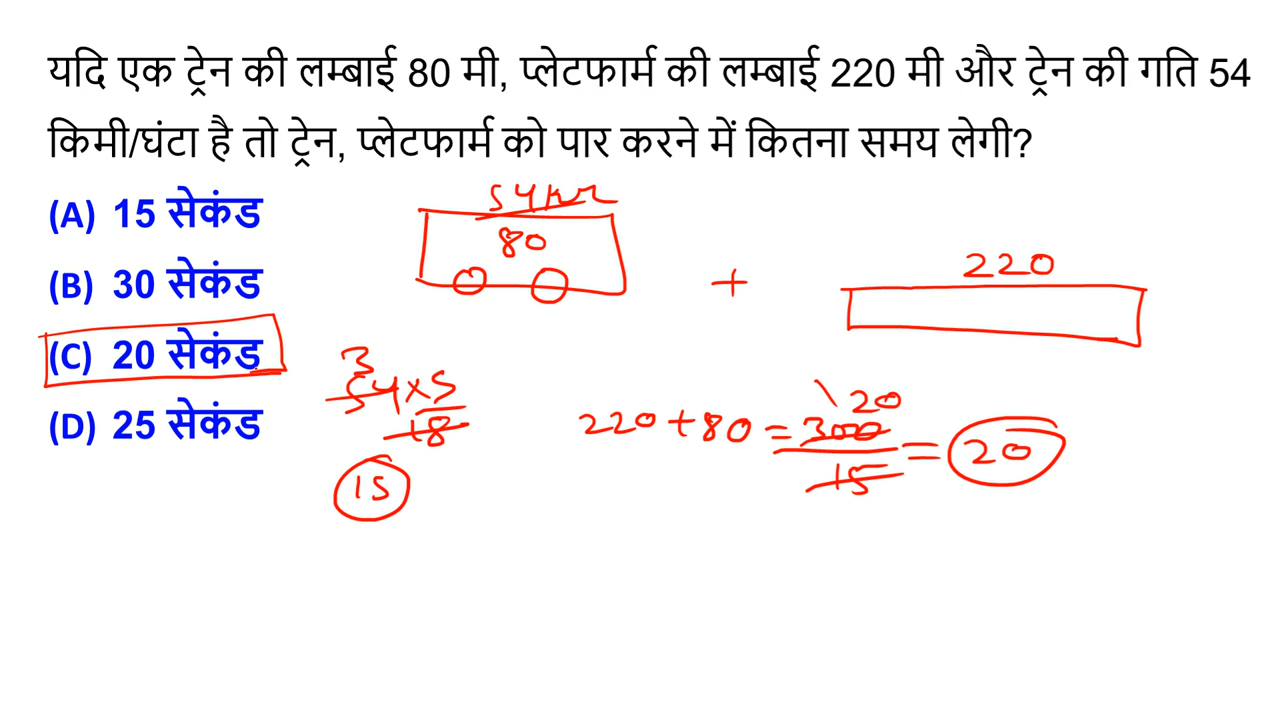 यदि एक ट्रेन की लम्बाई 80 मी, प्लेटफार्म की लम्बाई 220 मी और ट्रेन की गति 54
किमी/घंटा है तो ट्रेन, प्लेटफार्म को पार करने में कितना समय लेगी?
(A) 15 सेकंड
(B) 30 सेकंड
(C) 20 सेकंड
(D) 25 सेकंड
80
+
220
3
54×5
18
15
20
220+80=300=20
15